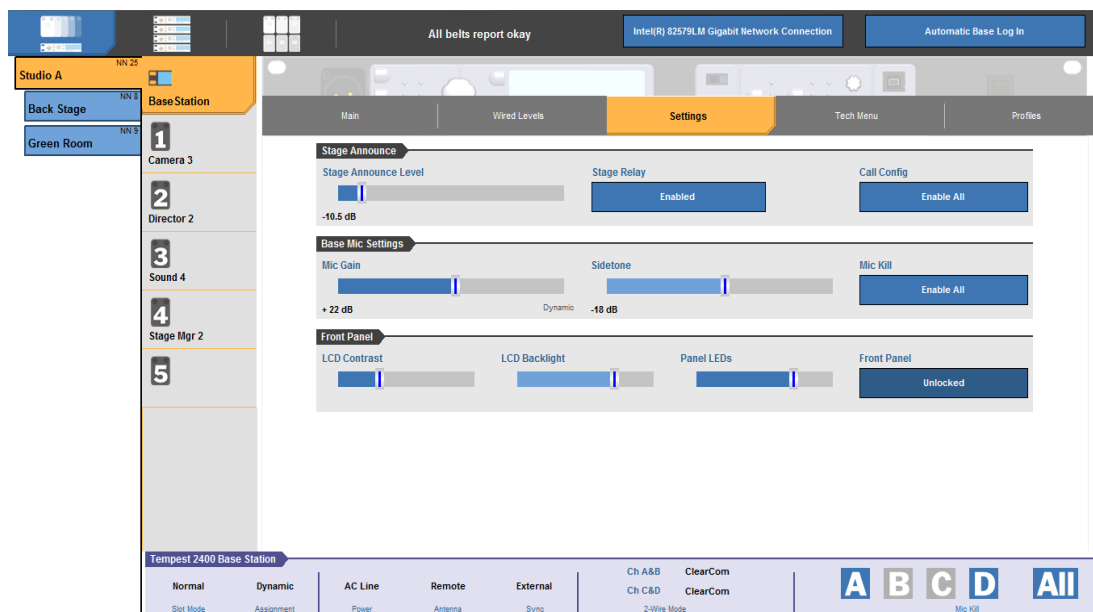 All belts report okay
Intel(R) 82579LM Gigabit Network Connection
Automatic Base Log In
NN 25
Studio A
NN 8
Back Stage
NN 9
Green Room
Base Station
1
Camera 3
2
Director 2
3
Sound 4
4
Stage Mgr 2
5
Main
Wired Levels
Settings
Tech Menu
Profiles
Stage Announce
Stage Announce Level
Stage Relay
Call Config
Enabled
Enable All
-10.5 dB
Base Mic Settings
Mic Gain
Sidetone
Mic Kill
Enable All
+ 22 dB
Dynamic
-18 dB
Front Panel
LCD Contrast
LCD Backlight
Panel LEDs
Front Panel
Unlocked
Tempest 2400 Base Station
Normal
Dynamic
AC Line
Remote
External
Ch A&B ClearCom
Ch C&D ClearCom
A B C D All
Slot Mode
Assignment
Power
Antenna
Sync
2-Wire Mode
Mic Kill